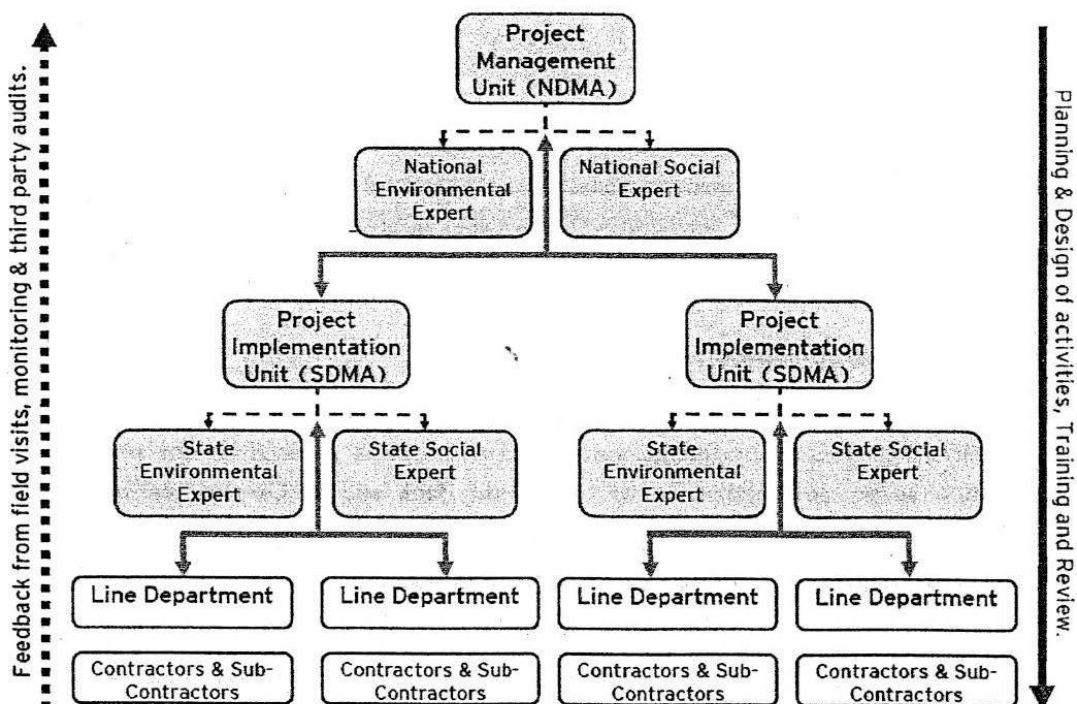 Project
Management
Unit (NDMA)
National
Environmental
Expert
National Social
Expert
Project
Implementation
Unit (SDMA)
Project
Implementation
Unit (SDMA)
State
Environmental
Expert
State Social
Expert
State
Environmental
Expert
State Social
Expert
Line Department
Line Department
Line Department
Line Department
Contractors & Sub-
Contractors
Contractors & Sub-
Contractors
Contractors & Sub-
Contractors
Contractors & Sub-
Contractors
Feedback from field visits, monitoring & third party audits.
Planning & Design of activities, Training and Review.